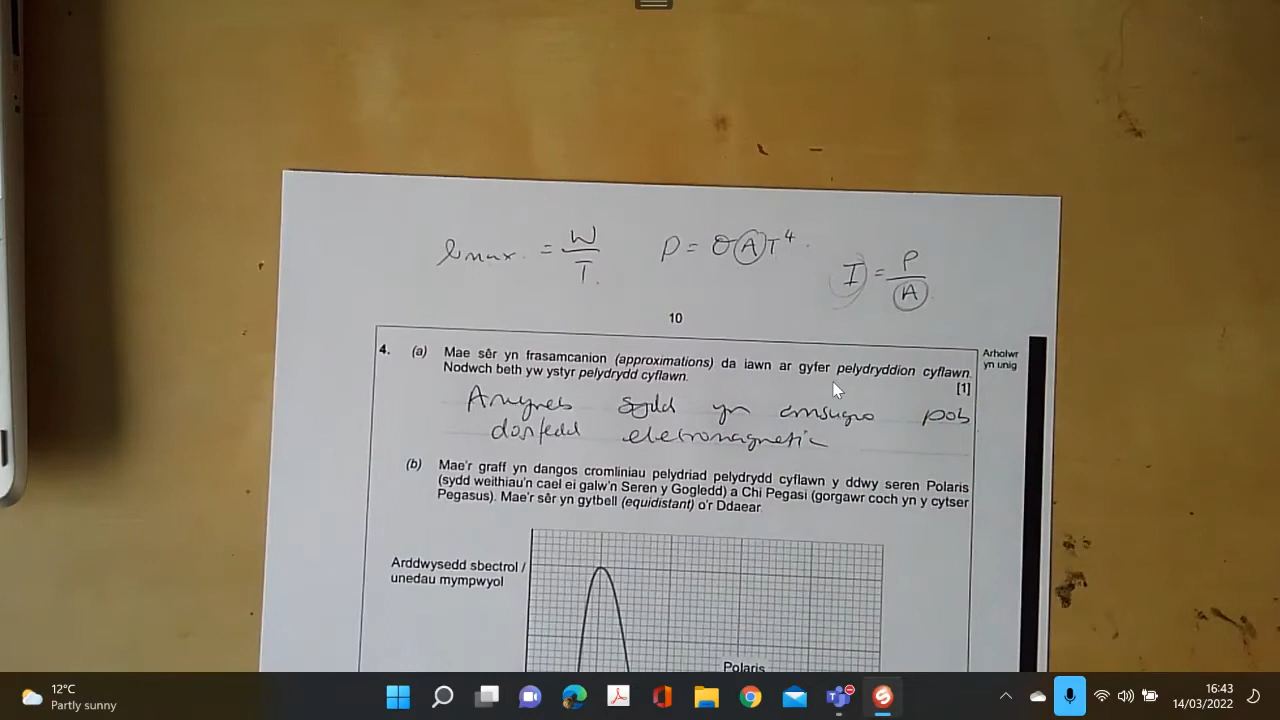 λmax = W/T
P = σAT⁴
I = P/A
10
4. (a) Mae sêr yn frasamcanion (approximations) da iawn ar gyfer pelydryddion cyflawn.
Nodwch beth yw ystyr pelydrydd cyflawn. [1]
Arholwr
yn unig
sydd yn amsugno pob
electromagnetic
(b) Mae'r graff yn dangos cromliniau pelydriad pelydrydd cyflawn y ddwy seren Polaris
(sydd weithiau'n cael ei galw'n Seren y Gogledd) a Chi Pegasi (gorgawr coch yn y cytser
Pegasus). Mae'r sêr yn gytbell (equidistant) o'r Ddaear
Arddwysedd sbectrol /
unedau mympwyol
Polaris
12°C
Partly sunny
16:43
14/03/2022